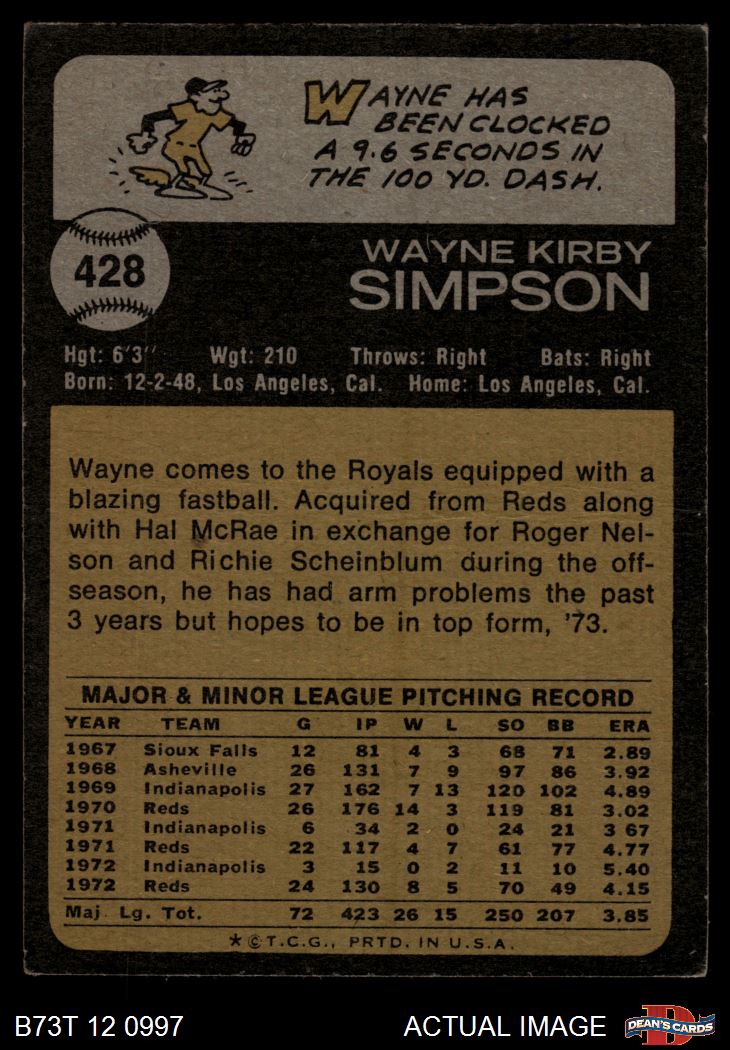 WAYNE HAS
BEEN CLOCKED
A 9.6 SECONDS IN
THE 100 YD. DASH.
428
WAYNE KIRBY
SIMPSON
Hgt: 6'3" Wgt: 210 Throws: Right Bats: Right
Born: 12-2-48, Los Angeles, Cal. Home: Los Angeles, Cal.
Wayne comes to the Royals equipped with a
blazing fastball. Acquired from Reds along
with Hal McRae in exchange for Roger Nel-
son and Richie Scheinblum during the off-
season, he has had arm problems the past
3 years but hopes to be in top form, '73.
MAJOR & MINOR LEAGUE PITCHING RECORD
YEAR TEAM G IP W L SO BB ERA
1967 Sioux Falls 12 81 4 3 68 71 2.89
1968 Asheville 26 131 7 9 97 86 3.92
1969 Indianapolis 27 162 7 13 120 102 4.89
1970 Reds 26 176 14 3 119 81 3.02
1971 Indianapolis 6 34 2 0 24 21 3 67
1971 Reds 22 117 4 7 61 77 4.77
1972 Indianapolis 3 15 0 2 11 10 5.40
1972 Reds 24 130 8 5 70 49 4.15
Maj. Lg. Tot. 72 423 26 15 250 207 3.85
*©T.C.G., PRTD. IN U.S.A.
B73T 12 0997 ACTUAL IMAGE
D
DEAN'S CARDS